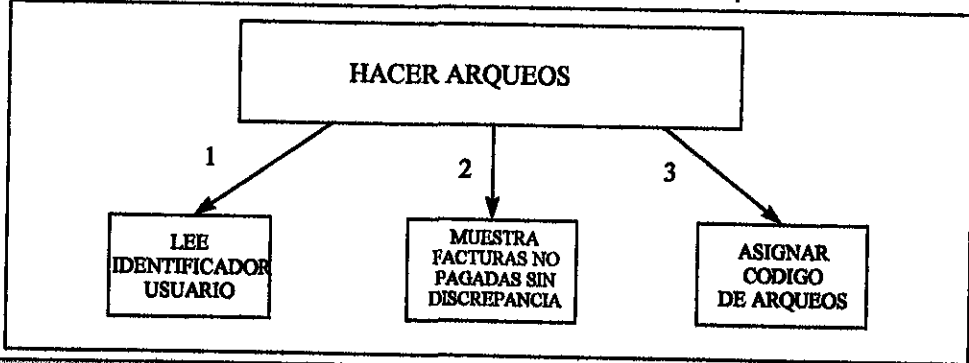 HACER ARQUEOS
1
2
3
LEE
IDENTIFICADOR
USUARIO
MUESTRA
FACTURAS NO
PAGADAS SIN
DISCREPANCIA
ASIGNAR
CODIGO
DE ARQUEOS